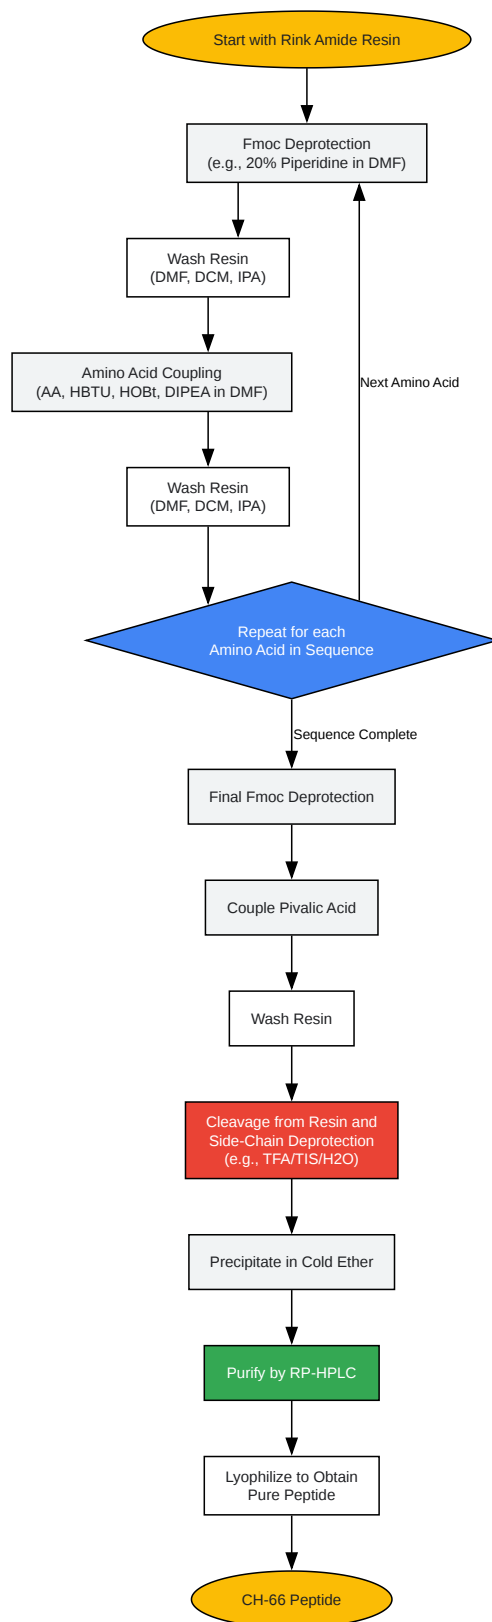 Start with Rink Amide Resin
Fmoc Deprotection
(e.g., 20% Piperidine in DMF)
Wash Resin
(DMF, DCM, IPA)
Amino Acid Coupling
(AA, HBTU, HOBt, DIPEA in DMF)
Next Amino Acid
Wash Resin
(DMF, DCM, IPA)
Repeat for each
Amino Acid in Sequence
Sequence Complete
Final Fmoc Deprotection
Couple Pivalic Acid
Wash Resin
Cleavage from Resin and
Side-Chain Deprotection
(e.g., TFA/TIS/H2O)
Precipitate in Cold Ether
Purify by RP-HPLC
Lyophilize to Obtain
Pure Peptide
CH-66 Peptide